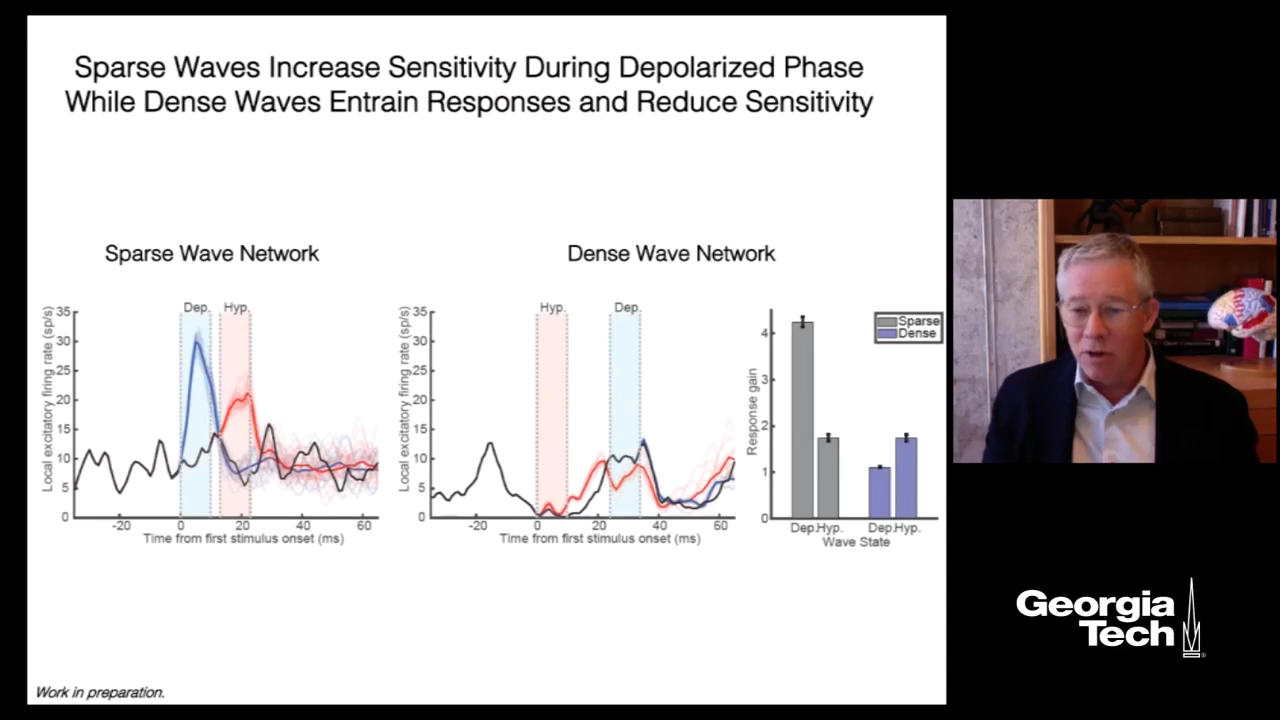 Sparse Waves Increase Sensitivity During Depolarized Phase
While Dense Waves Entrain Responses and Reduce Sensitivity
Sparse Wave Network
Dense Wave Network
Dep. Hyp.
Local excitatory firing rate (sp/s)
35
30
25
20
15
10
5
0
-20 0 20 40 60
Time from first stimulus onset (ms)
Hyp. Dep.
Local excitatory firing rate (sp/s)
35
30
25
20
15
10
5
0
-20 0 20 40 60
Time from first stimulus onset (ms)
Sparse
Dense
Response gain
4
3
2
1
0
Dep. Hyp. Dep. Hyp.
Wave State
Georgia
Tech
Work in preparation.